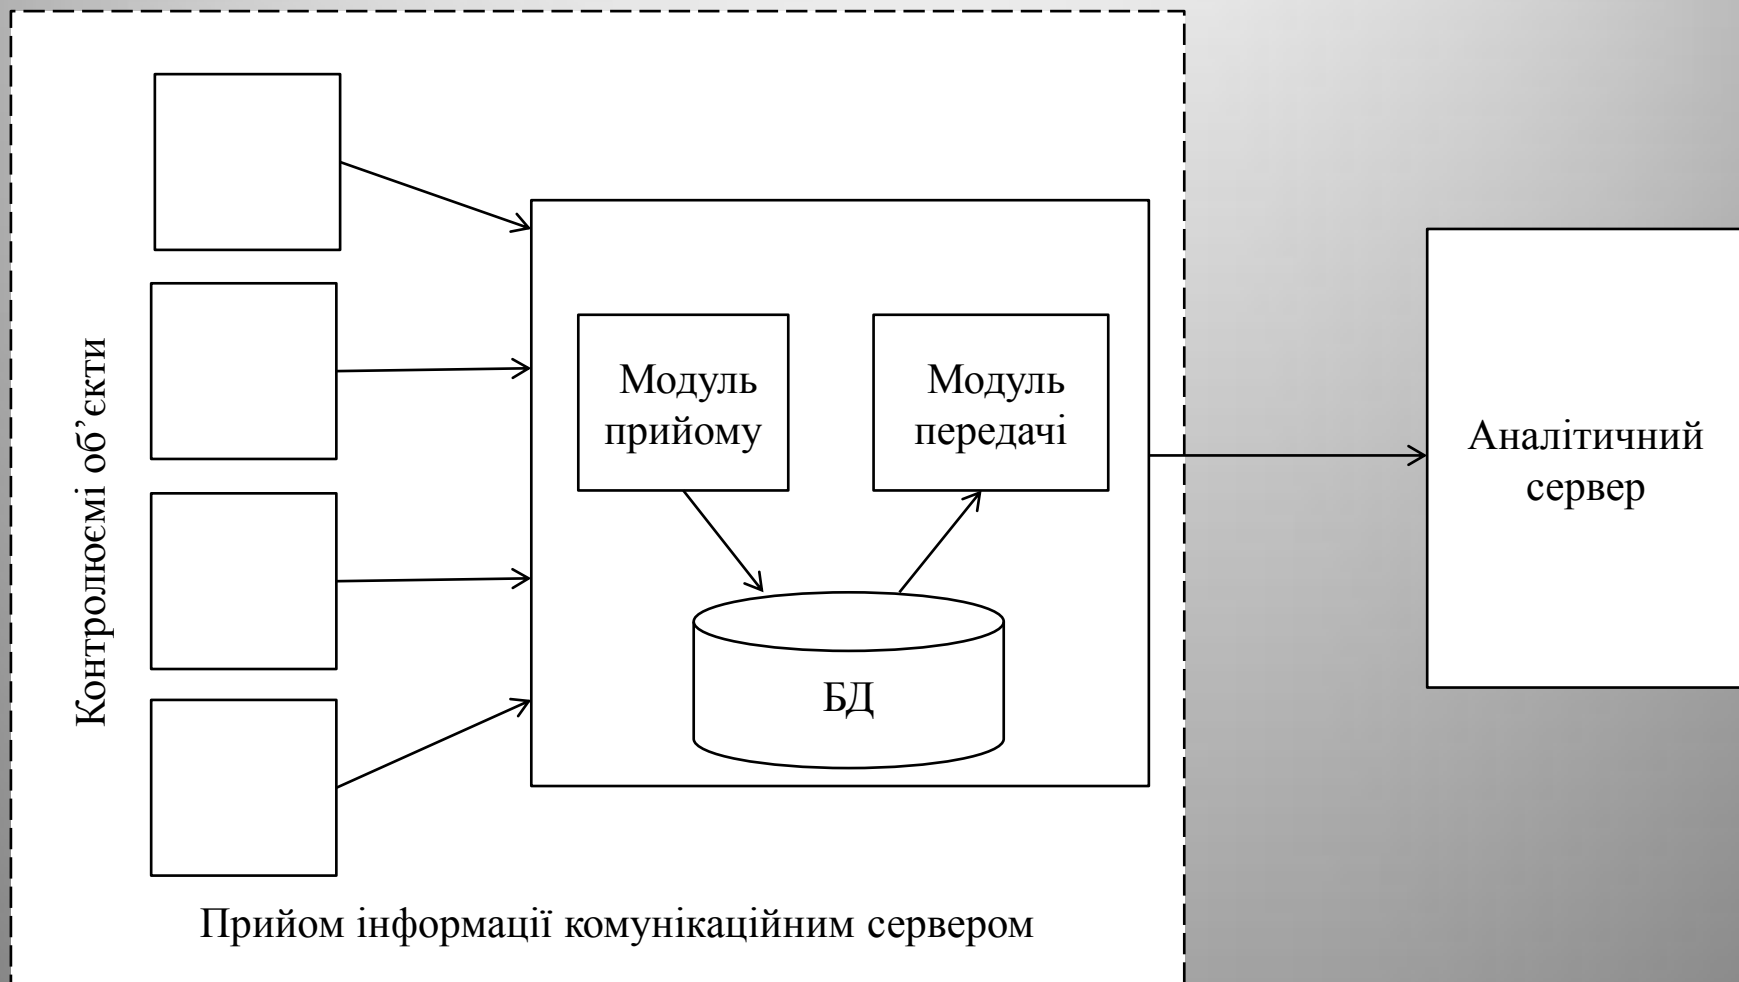 Контролюємі об’єкти
Модуль
прийому
Модуль
передачі
БД
Аналітичний
сервер
Прийом інформації комунікаційним сервером